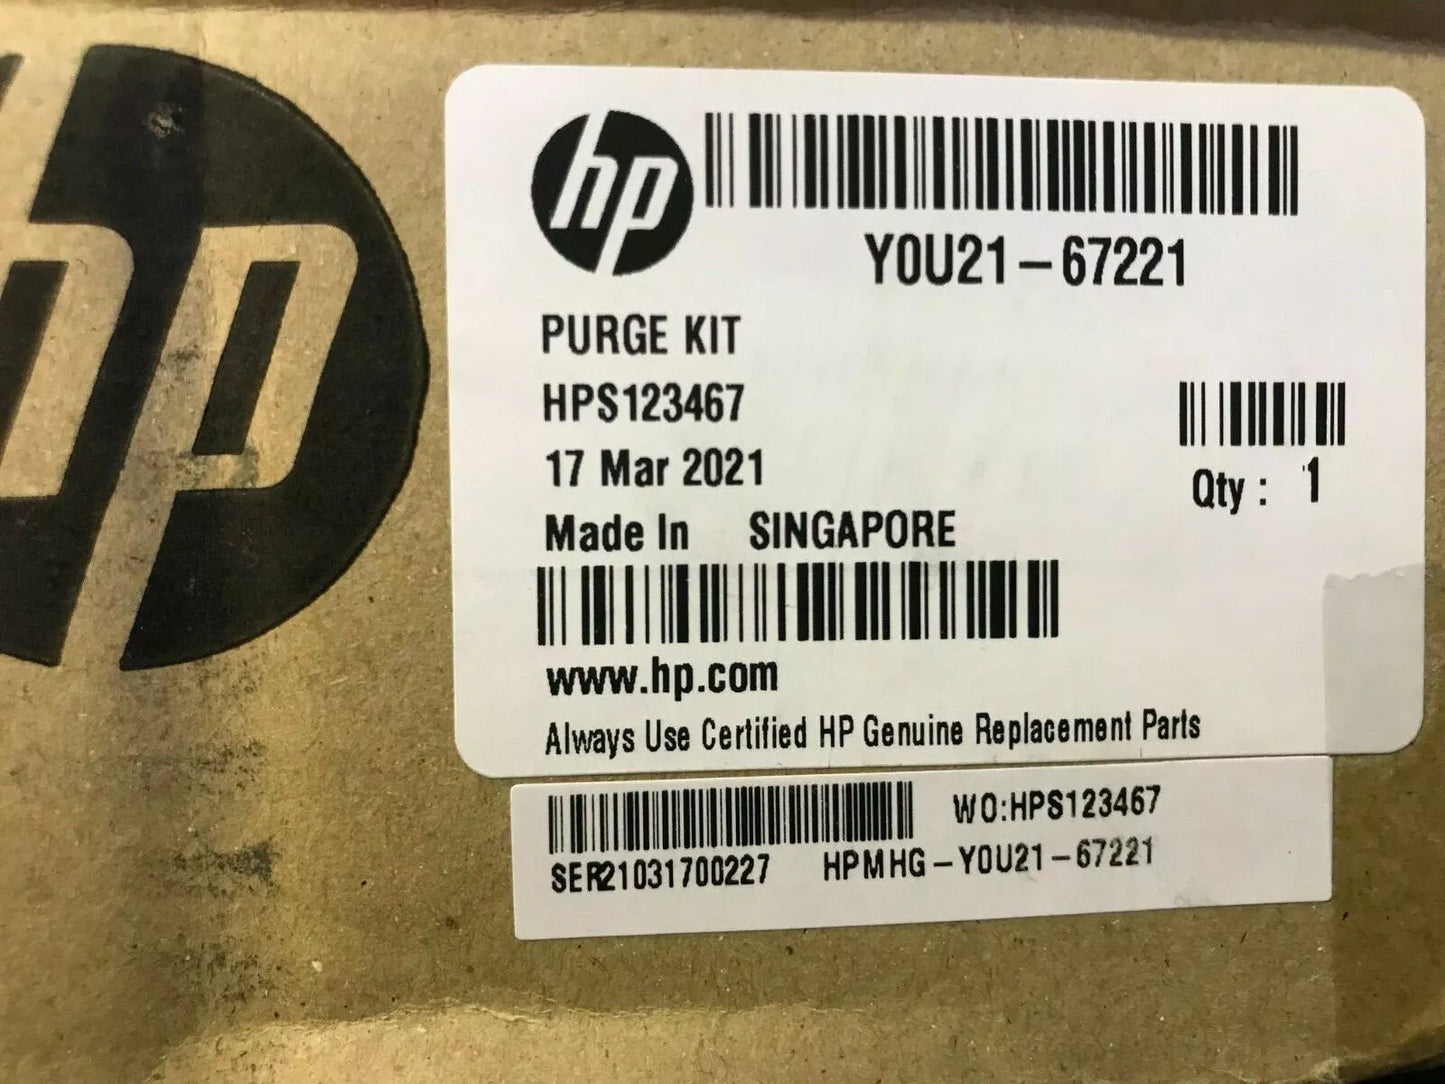 hp
hp
Y0U21-67221
PURGE KIT
HPS123467
17 Mar 2021
Qty : 1
Made In SINGAPORE
www.hp.com
Always Use Certified HP Genuine Replacement Parts
WO:HPS123467
SER21031700227 HPMHG-Y0U21-67221